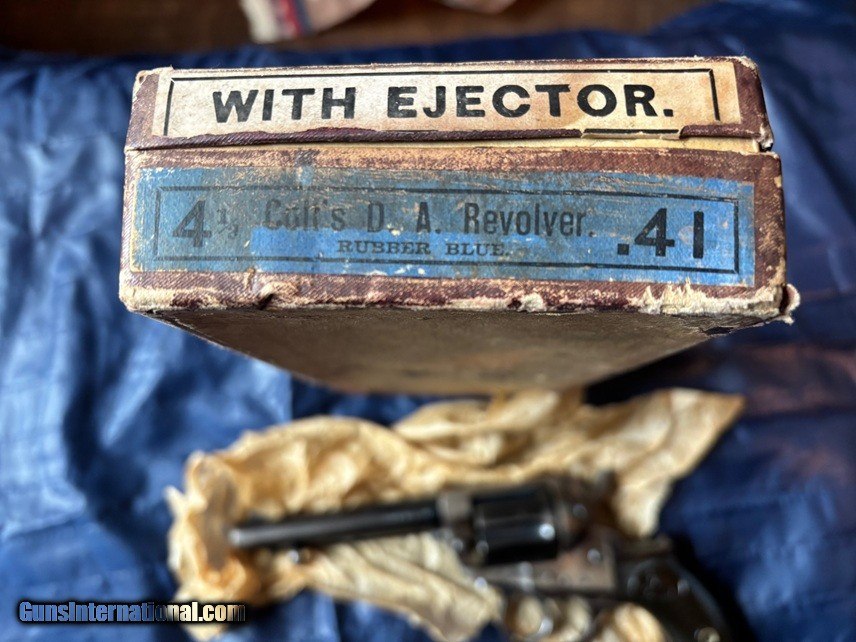 WITH EJECTOR.
4½ Colt's D. A. Revolver. .41
RUBBER BLUE.
GunsInternational.com